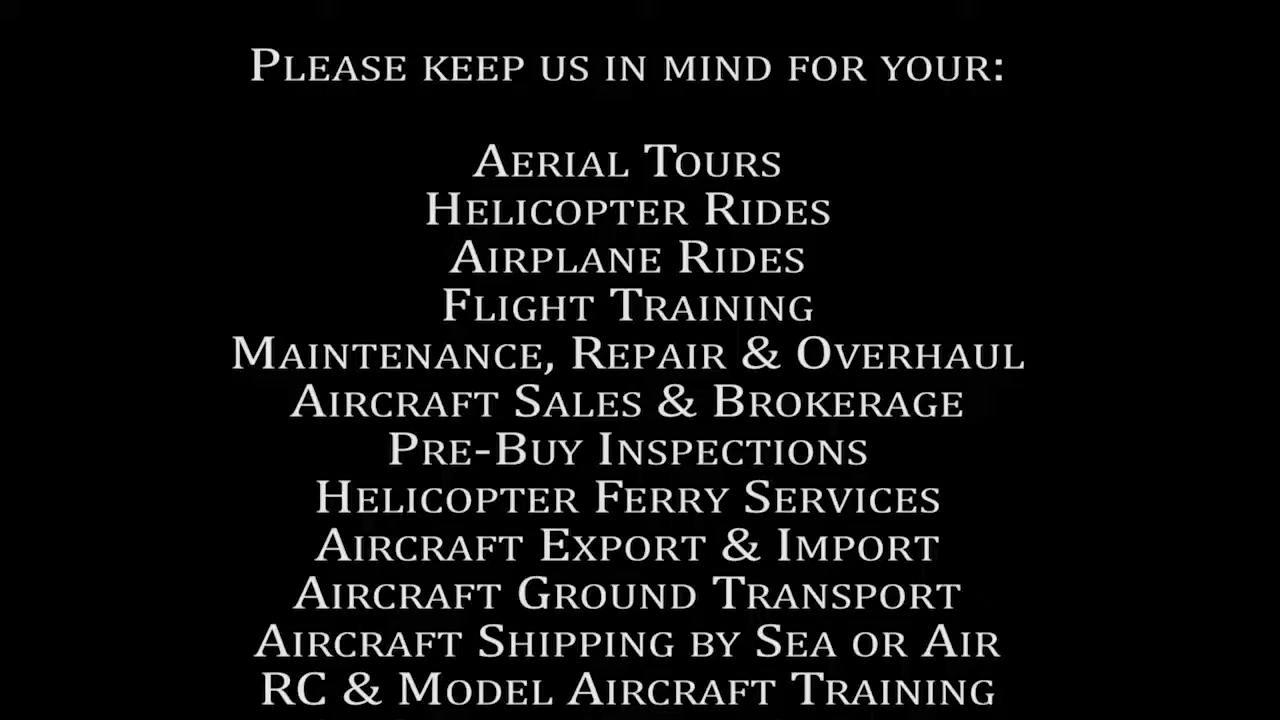 Please keep us in mind for your:
Aerial Tours
Helicopter Rides
Airplane Rides
Flight Training
Maintenance, Repair & Overhaul
Aircraft Sales & Brokerage
Pre-Buy Inspections
Helicopter Ferry Services
Aircraft Export & Import
Aircraft Ground Transport
Aircraft Shipping by Sea or Air
RC & Model Aircraft Training